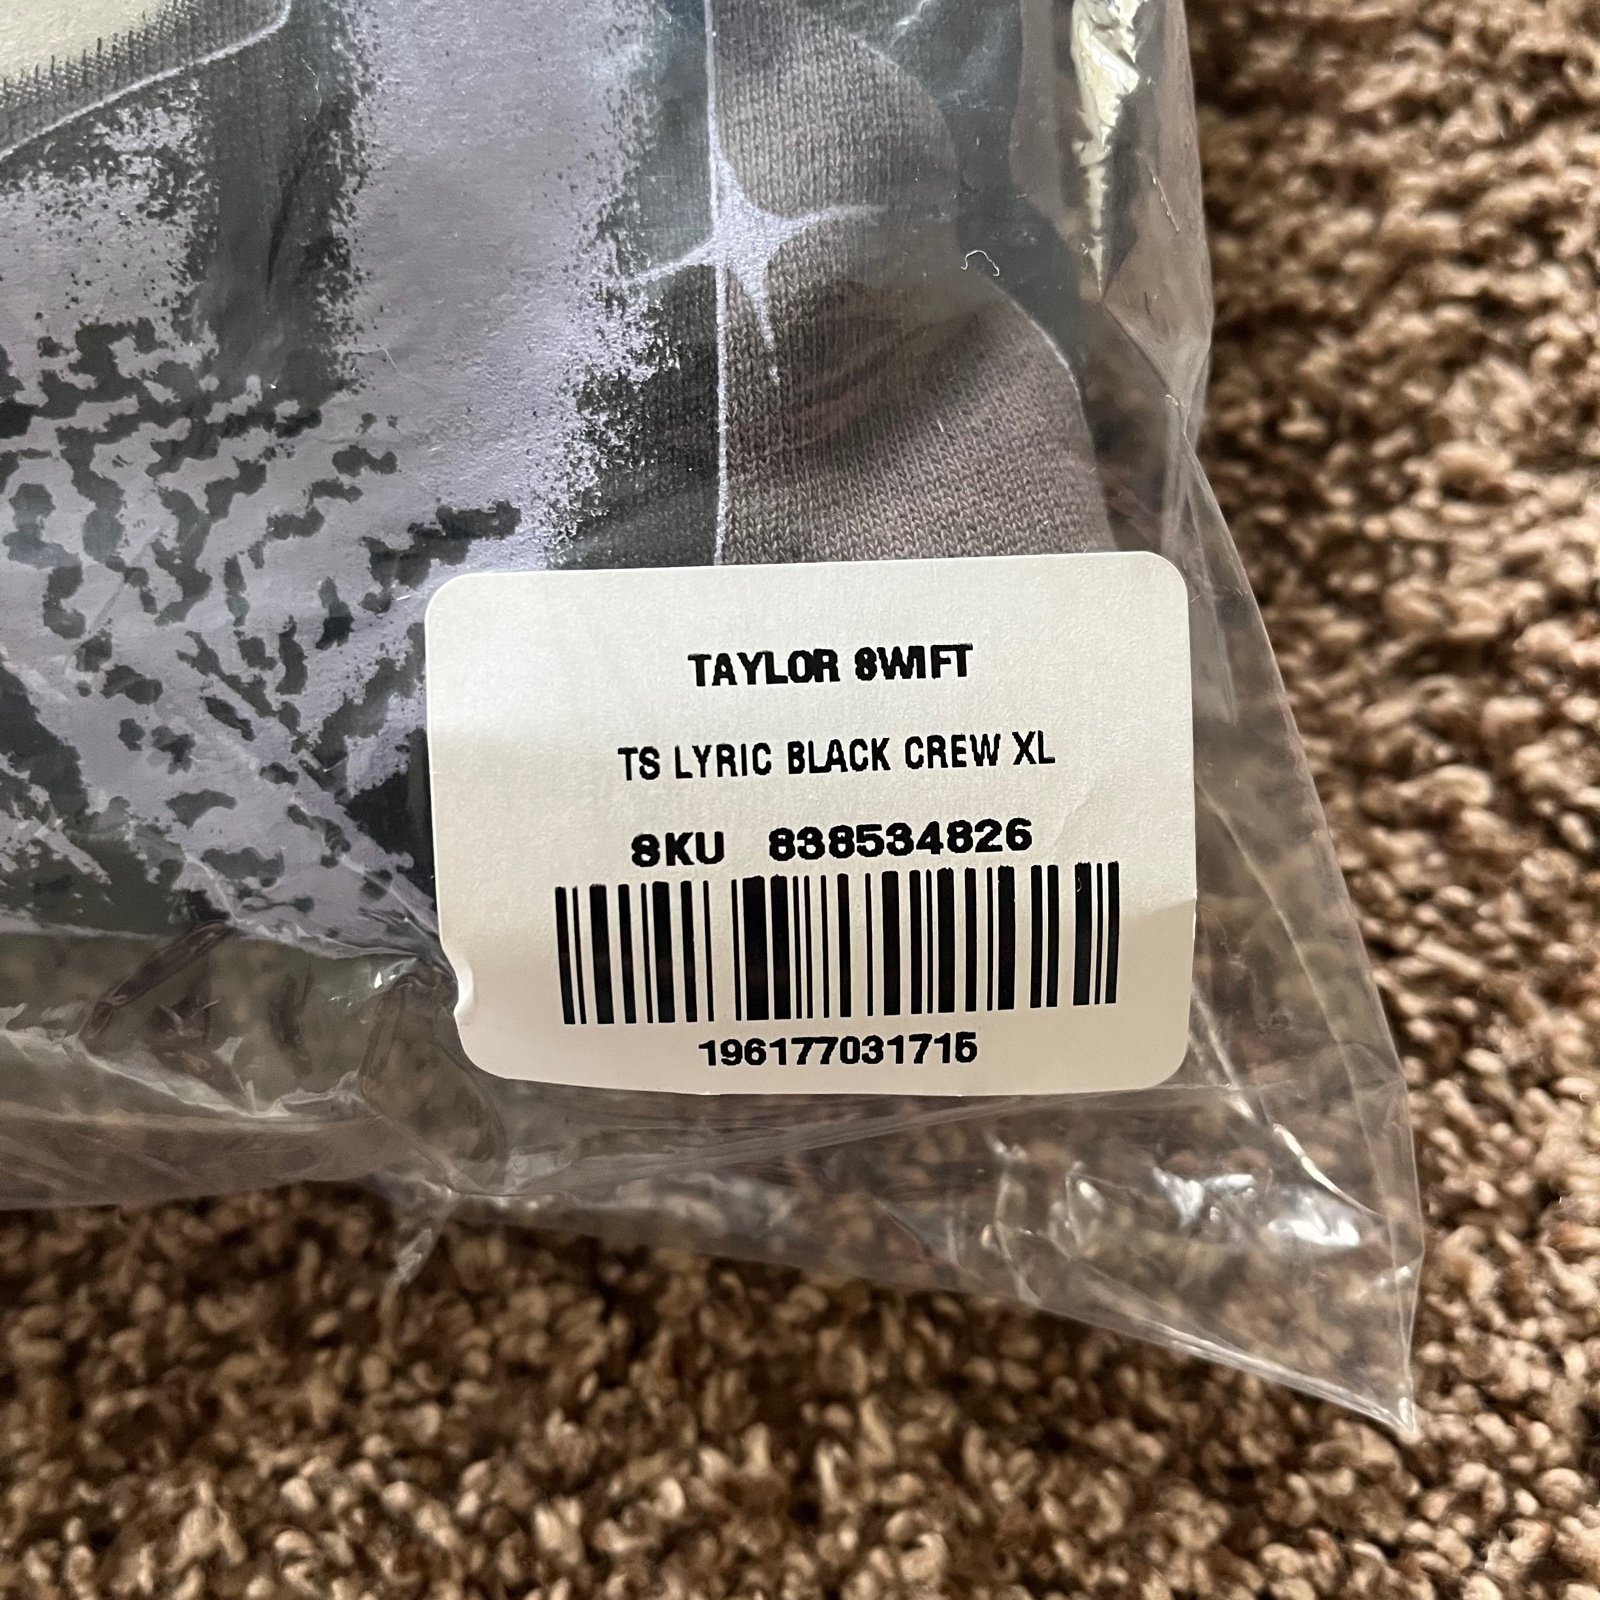 TAYLOR SWIFT
TS LYRIC BLACK CREW XL
SKU 838534826
196177031715